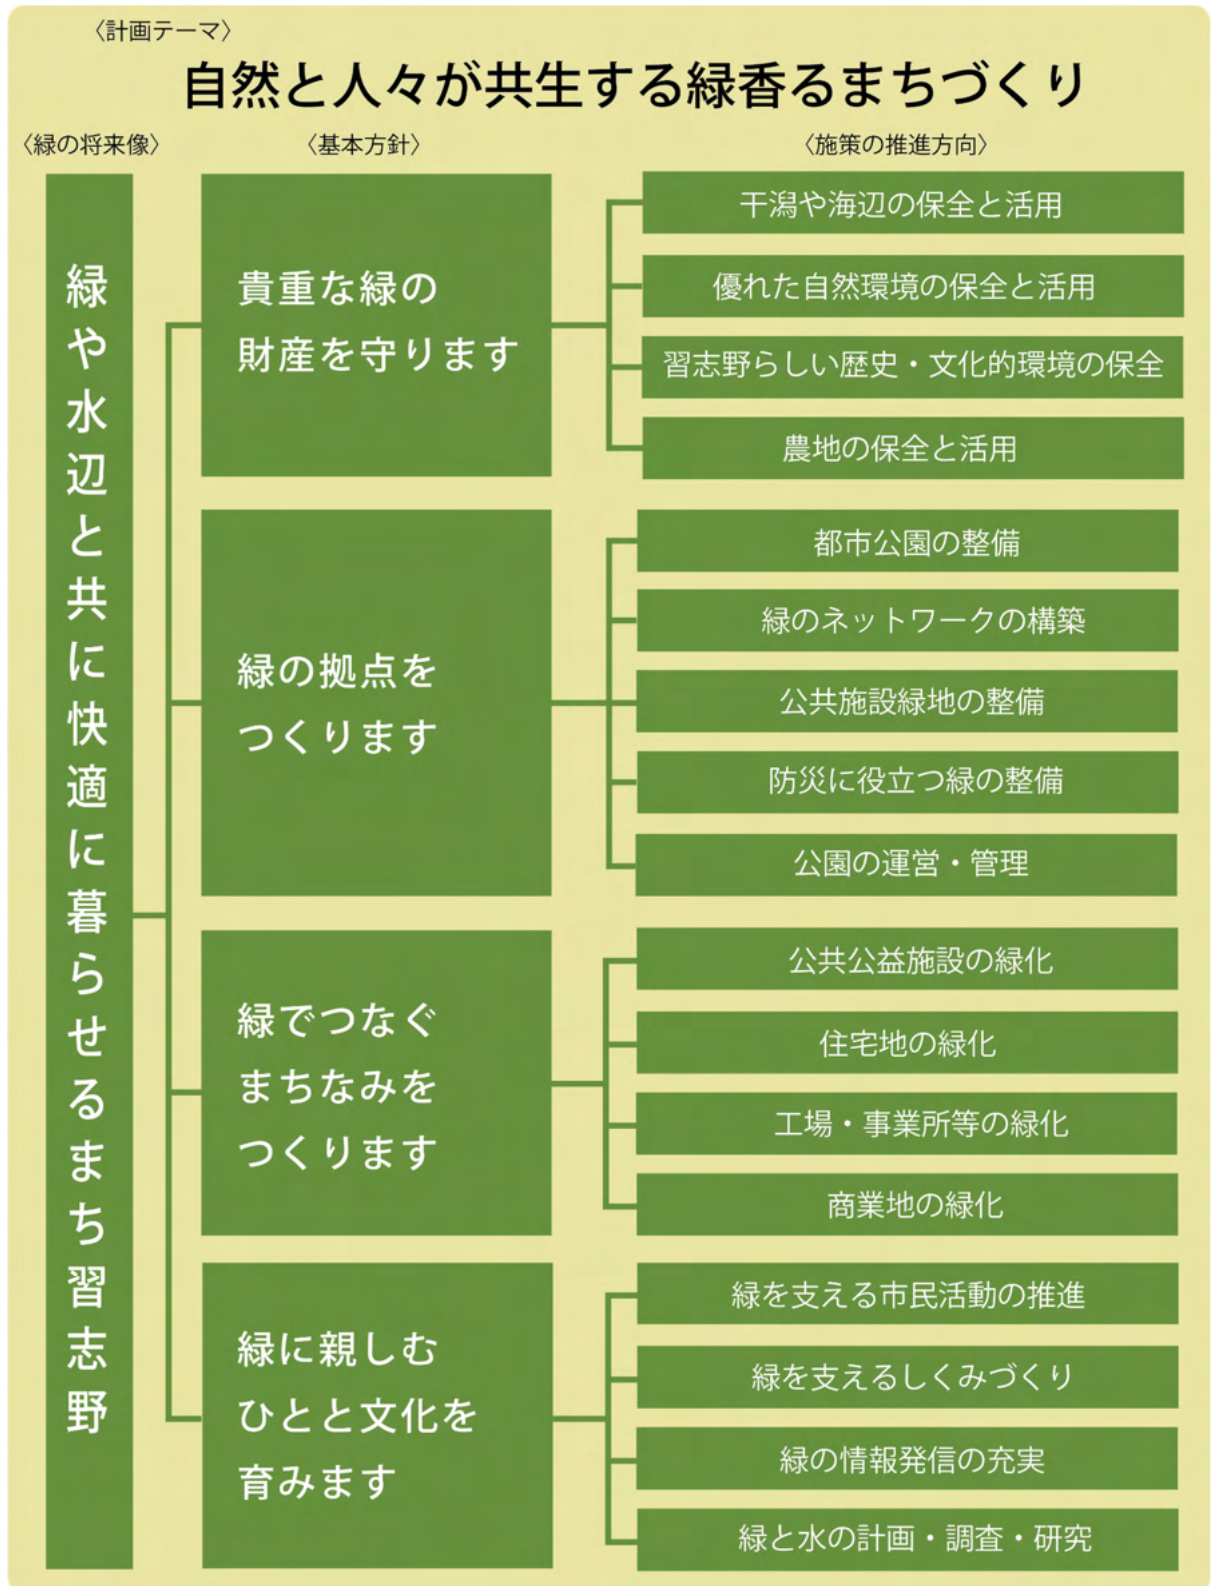 〈計画テーマ〉
自然と人々が共生する緑香るまちづくり
〈緑の将来像〉
〈基本方針〉
〈施策の推進方向〉
緑や水辺と共に快適に暮らせるまち習志野
貴重な緑の
財産を守ります
干潟や海辺の保全と活用
優れた自然環境の保全と活用
習志野らしい歴史・文化的環境の保全
農地の保全と活用
緑の拠点を
つくります
都市公園の整備
緑のネットワークの構築
公共施設緑地の整備
防災に役立つ緑の整備
公園の運営・管理
緑でつなぐ
まちなみを
つくります
公共公益施設の緑化
住宅地の緑化
工場・事業所等の緑化
商業地の緑化
緑に親しむ
ひとと文化を
育みます
緑を支える市民活動の推進
緑を支えるしくみづくり
緑の情報発信の充実
緑と水の計画・調査・研究